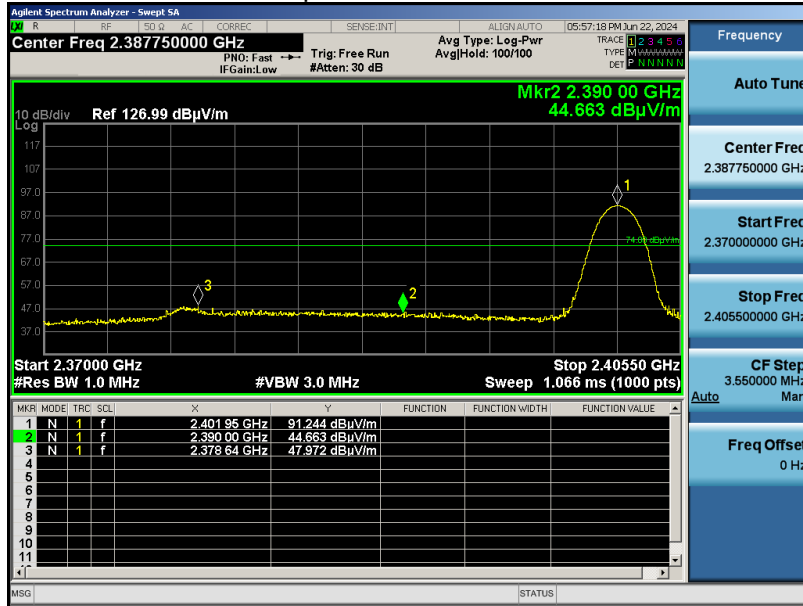 Agilent Spectrum Analyzer - Swept SA
LXI R RF 50 Ω AC CORREC SENSE:INT ALIGN AUTO 05:57:18 PM Jun 22, 2024
Center Freq 2.387750000 GHz
PNO: Fast
IFGain:Low
Trig: Free Run
#Atten: 30 dB
Avg Type: Log-Pwr
Avg|Hold: 100/100
TRACE 1 2 3 4 5 6
TYPE M
DET P N N N N N
Mkr2 2.390 00 GHz
44.663 dBµV/m
10 dB/div Ref 126.99 dBµV/m
Log
117
107
97.0
87.0
77.0
67.0
57.0
47.0
37.0
1
74.00 dBµV/m
3
2
Start 2.37000 GHz Stop 2.40550 GHz
#Res BW 1.0 MHz #VBW 3.0 MHz Sweep 1.066 ms (1000 pts)
MKR MODE TRC SCL X Y FUNCTION FUNCTION WIDTH FUNCTION VALUE
1 N 1 f 2.401 95 GHz 91.244 dBµV/m
2 N 1 f 2.390 00 GHz 44.663 dBµV/m
3 N 1 f 2.378 64 GHz 47.972 dBµV/m
4
5
6
7
8
9
10
11
MSG STATUS
Frequency
Auto Tune
Center Freq
2.387750000 GHz
Start Freq
2.370000000 GHz
Stop Freq
2.405500000 GHz
CF Step
3.550000 MHz
Auto Man
Freq Offset
0 Hz